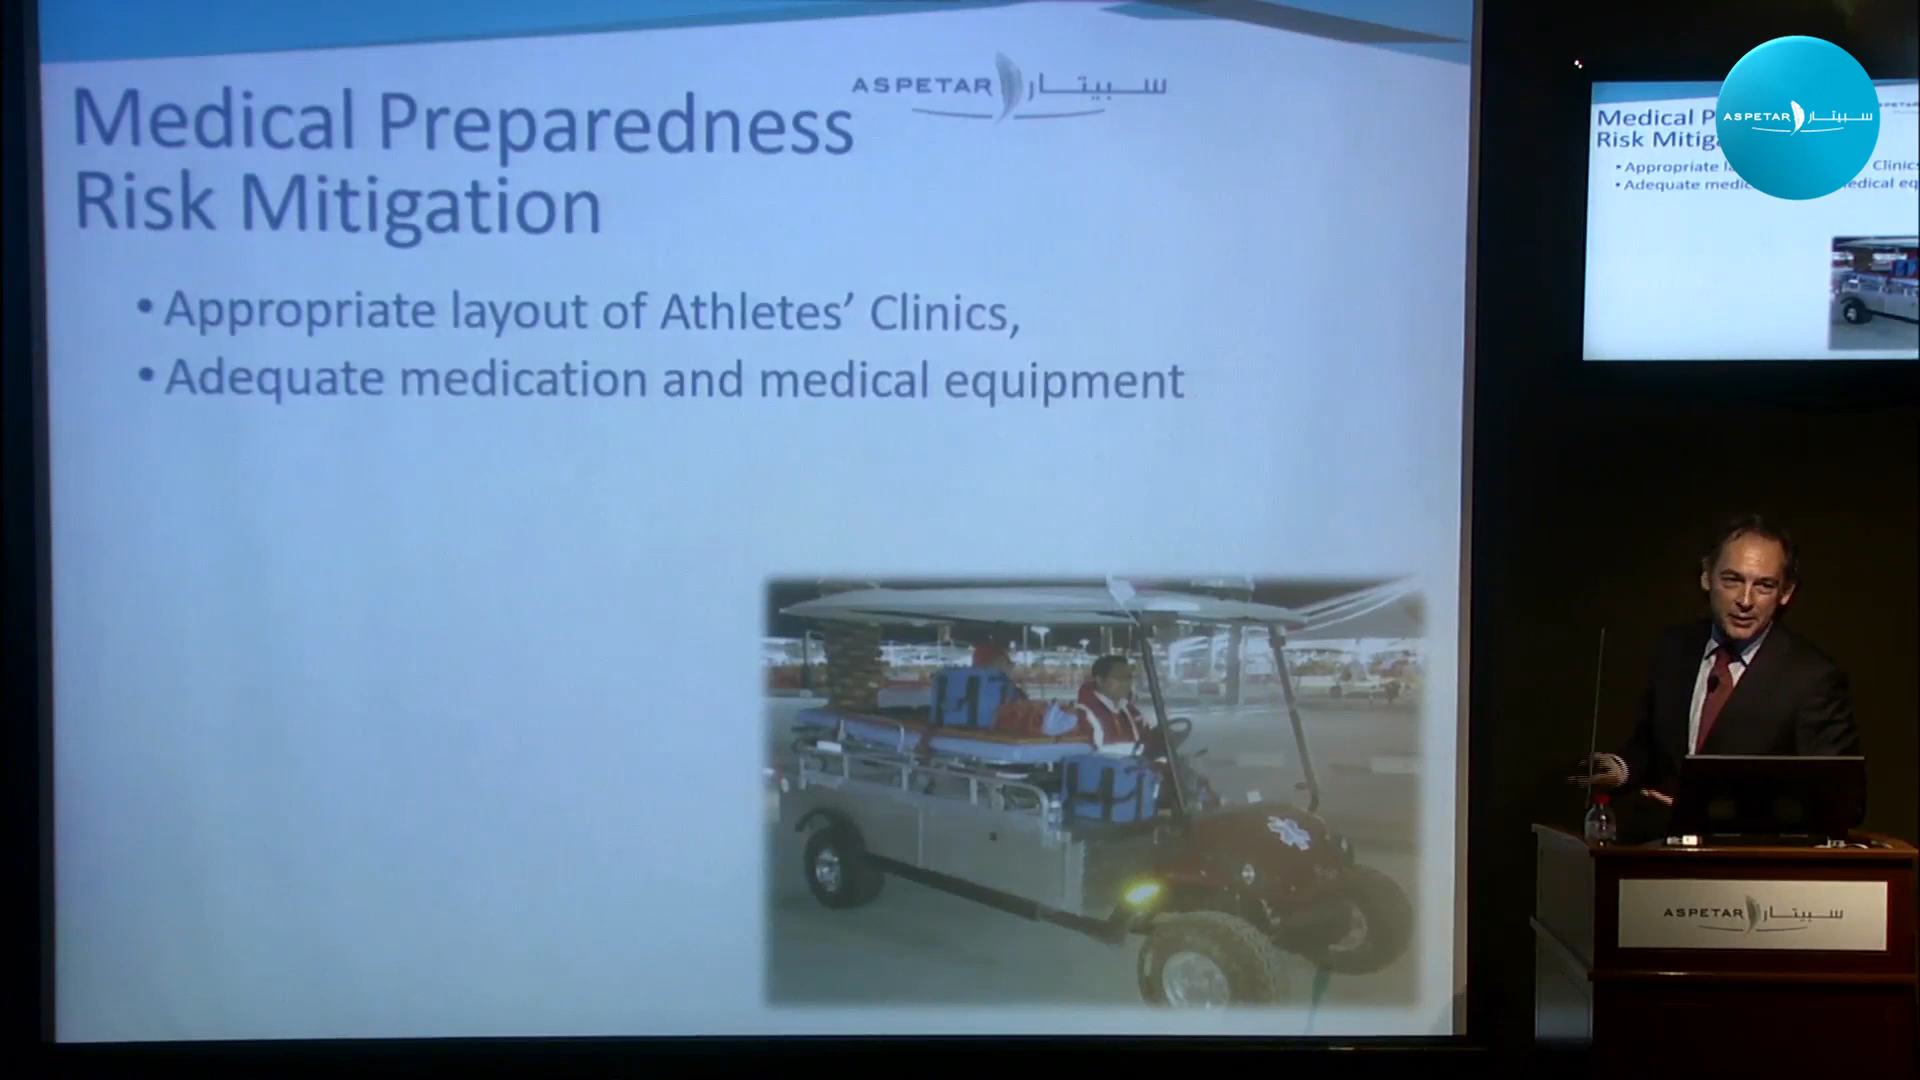 ASPETAR سبيتار
Medical Preparedness
Risk Mitigation
• Appropriate layout of Athletes’ Clinics,
• Adequate medication and medical equipment
Medical P
Risk Mitig
• Appropriate l
Clinics
• Adequate medic
edical eq
ASPETAR سبيتار
ASPETAR سبيتار